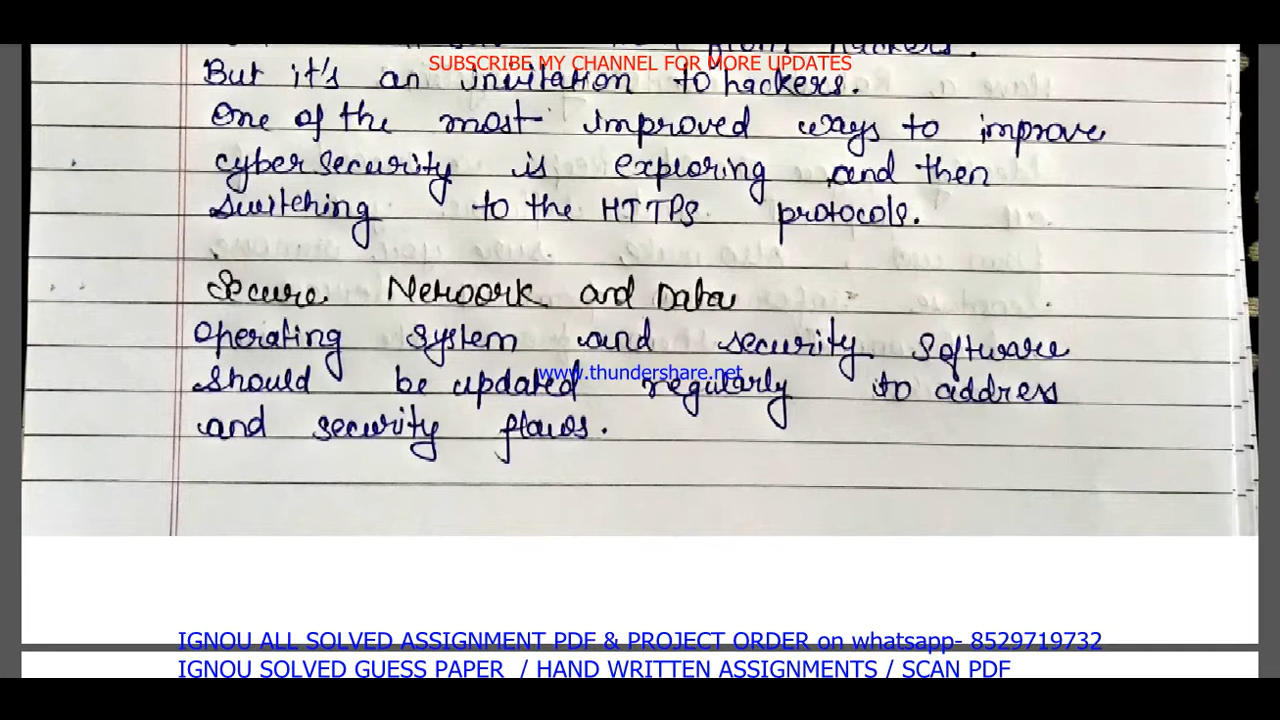 from hackers.
SUBSCRIBE MY CHANNEL FOR MORE UPDATES
But it's an invitation to hackers.
One of the most improved ways to improve
cyber security is exploring and then
switching to the HTTPS protocols.
Secure Nerwork and Data
Operating system and security software
www.thundershare.net
should be updated regularly to address
and security flaws.
IGNOU ALL SOLVED ASSIGNMENT PDF & PROJECT ORDER on whatsapp- 8529719732
IGNOU SOLVED GUESS PAPER / HAND WRITTEN ASSIGNMENTS / SCAN PDF